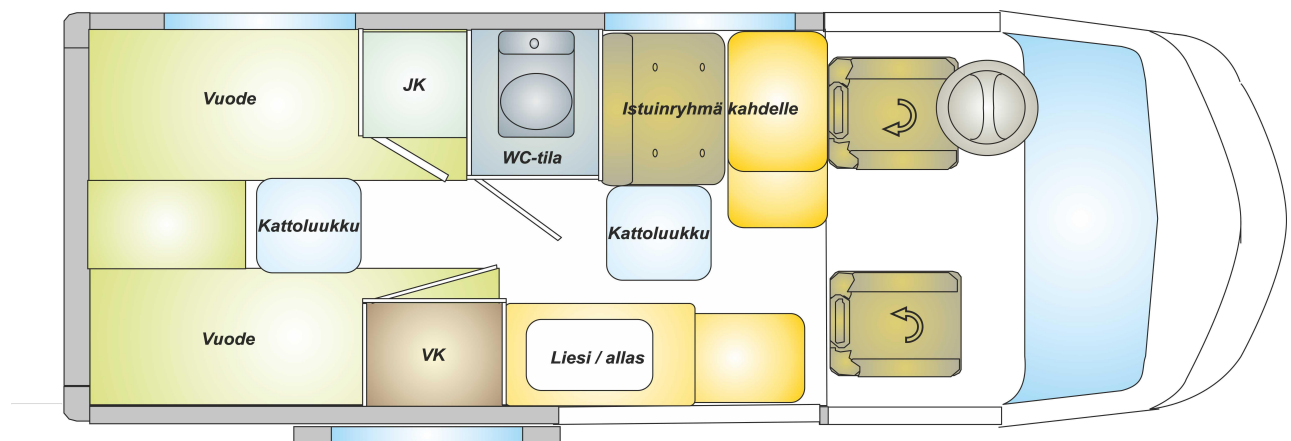 Vuode
JK
WC-tila
Istuinryhmä kahdelle
Kattoluukku
Kattoluukku
Vuode
VK
Liesi / allas